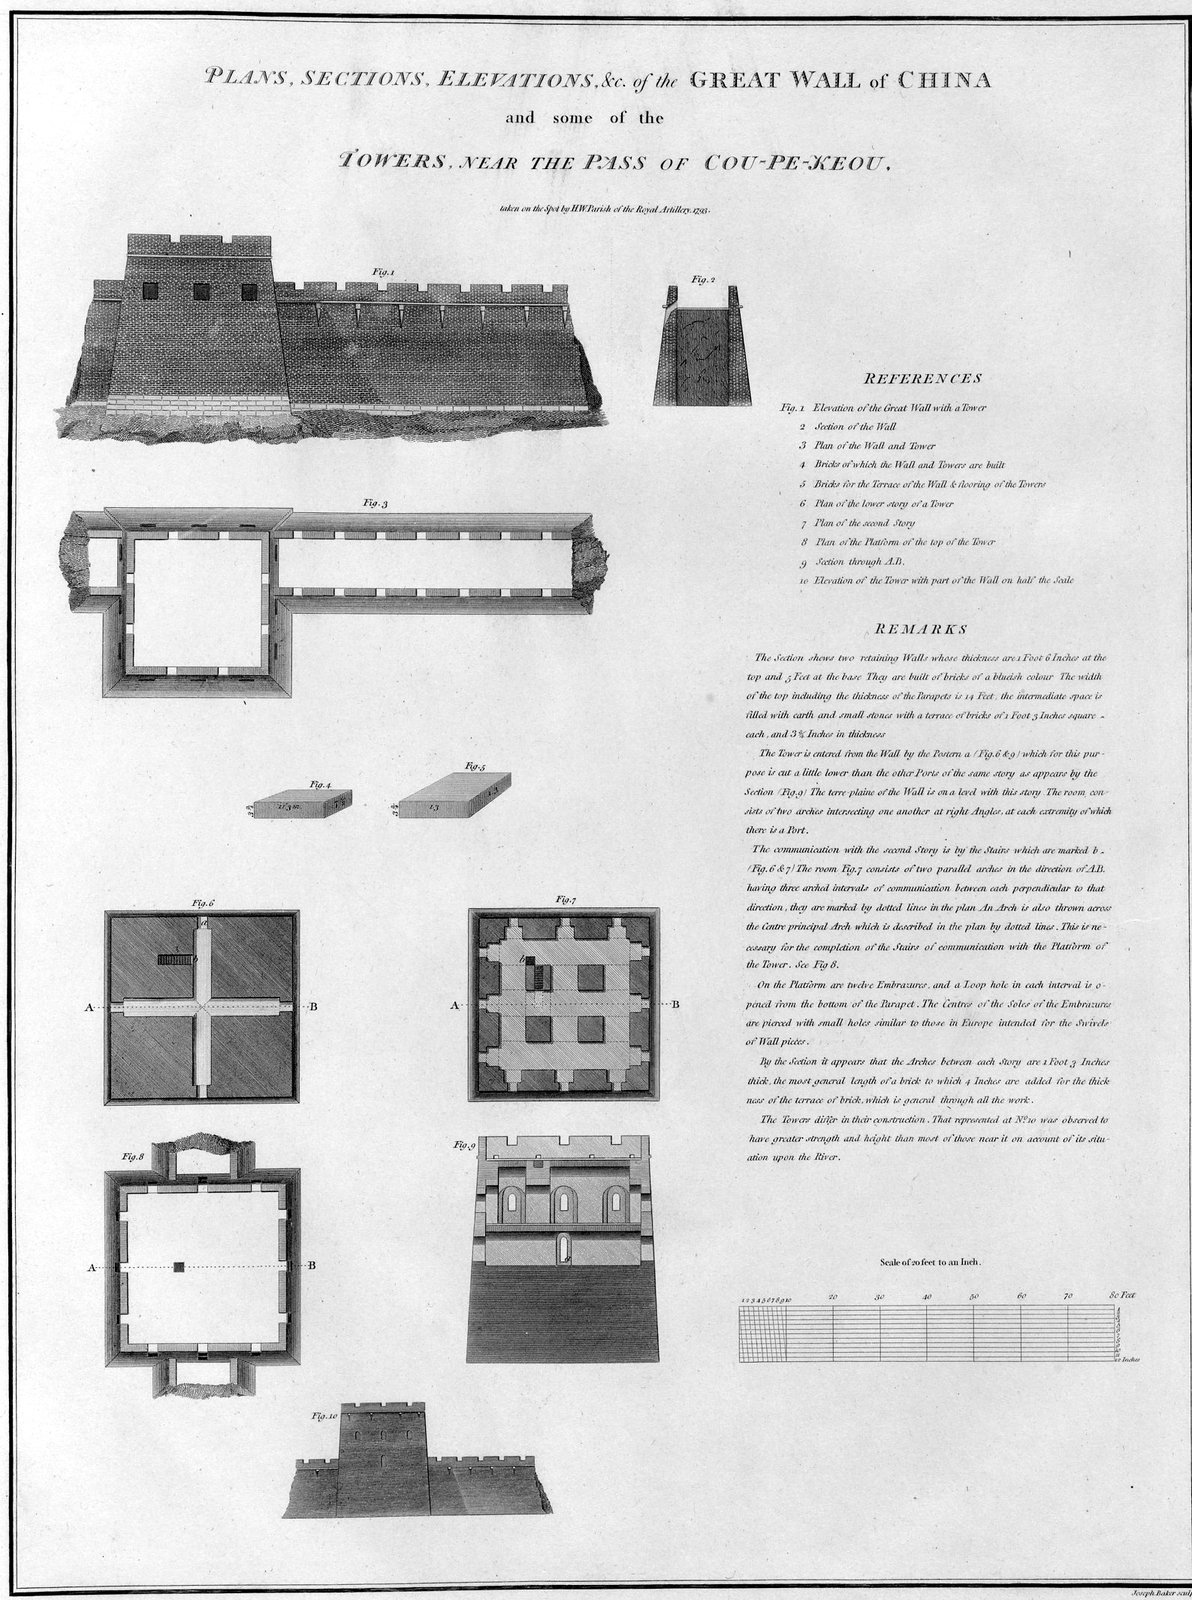 PLANS, SECTIONS, ELEVATIONS, &c. of the GREAT WALL of CHINA
and some of the
TOWERS, NEAR THE PASS OF COU-PE-KEOU.
taken on the Spot by H.W. Parish of the Royal Artillery. 1793.
Fig. 1
Fig. 2
REFERENCES
Fig. 1 Elevation of the Great Wall with a Tower
2 Section of the Wall
3 Plan of the Wall and Tower
4 Bricks of which the Wall and Towers are built
5 Bricks for the Terrace of the Wall & flooring of the Towers
6 Plan of the lower story of a Tower
7 Plan of the second Story
8 Plan of the Platform of the top of the Tower
9 Section through A.B.
10 Elevation of the Tower with part of the Wall on half the Scale
Fig. 3
REMARKS
The Section shews two retaining Walls whose thickness are 1 Foot 6 Inches at the
top and 5 Feet at the base They are built of bricks of a blueish colour The width
of the top including the thickness of the Parapets is 14 Feet, the intermediate space is
filled with earth and small stones with a terrace of bricks of 1 Foot 3 Inches square
each, and 3¾ Inches in thickness
The Tower is entered from the Wall by the Postern a (Fig. 6 & 9) which for this pur-
pose is cut a little lower than the other Ports of the same story as appears by the
Section (Fig. 9) The terre-plaine of the Wall is on a level with this story The room con-
sists of two arches intersecting one another at right Angles, at each extremity of which
there is a Port.
The communication with the second Story is by the Stairs which are marked b.
(Fig. 6 & 7) The room Fig. 7 consists of two parallel arches in the direction of A.B.
having three arched intervals of communication between each perpendicular to that
direction, they are marked by dotted lines in the plan An Arch is also thrown across
the Centre principal Arch which is described in the plan by dotted lines. This is ne-
cessary for the completion of the Stairs of communication with the Platform of
the Tower. See Fig 8.
On the Platform are twelve Embrazures, and a Loop hole in each interval is o-
pened from the bottom of the Parapet. The Centres of the Soles of the Embrazures
are pierced with small holes similar to those in Europe intended for the Swivels
of Wall pieces.
By the Section it appears that the Arches between each Story are 1 Foot 3 Inches
thick, the most general length of a brick to which 4 Inches are added for the thick
ness of the terrace of brick, which is general through all the work.
The Towers differ in their construction. That represented at No. 10 was observed to
have greater strength and height than most of those near it on account of its situ-
ation upon the River.
Fig. 4
Fig. 5
1 3
1 3
Fig. 6
a
b
A
B
Fig. 7
b
A
B
Fig. 8
A
B
Fig. 9
a
Scale of 20 feet to an Inch.
1 2 3 4 5 6 7 8 9 10 20 30 40 50 60 70 80 Feet
12 Inches
Fig. 10
Joseph Baker sculp